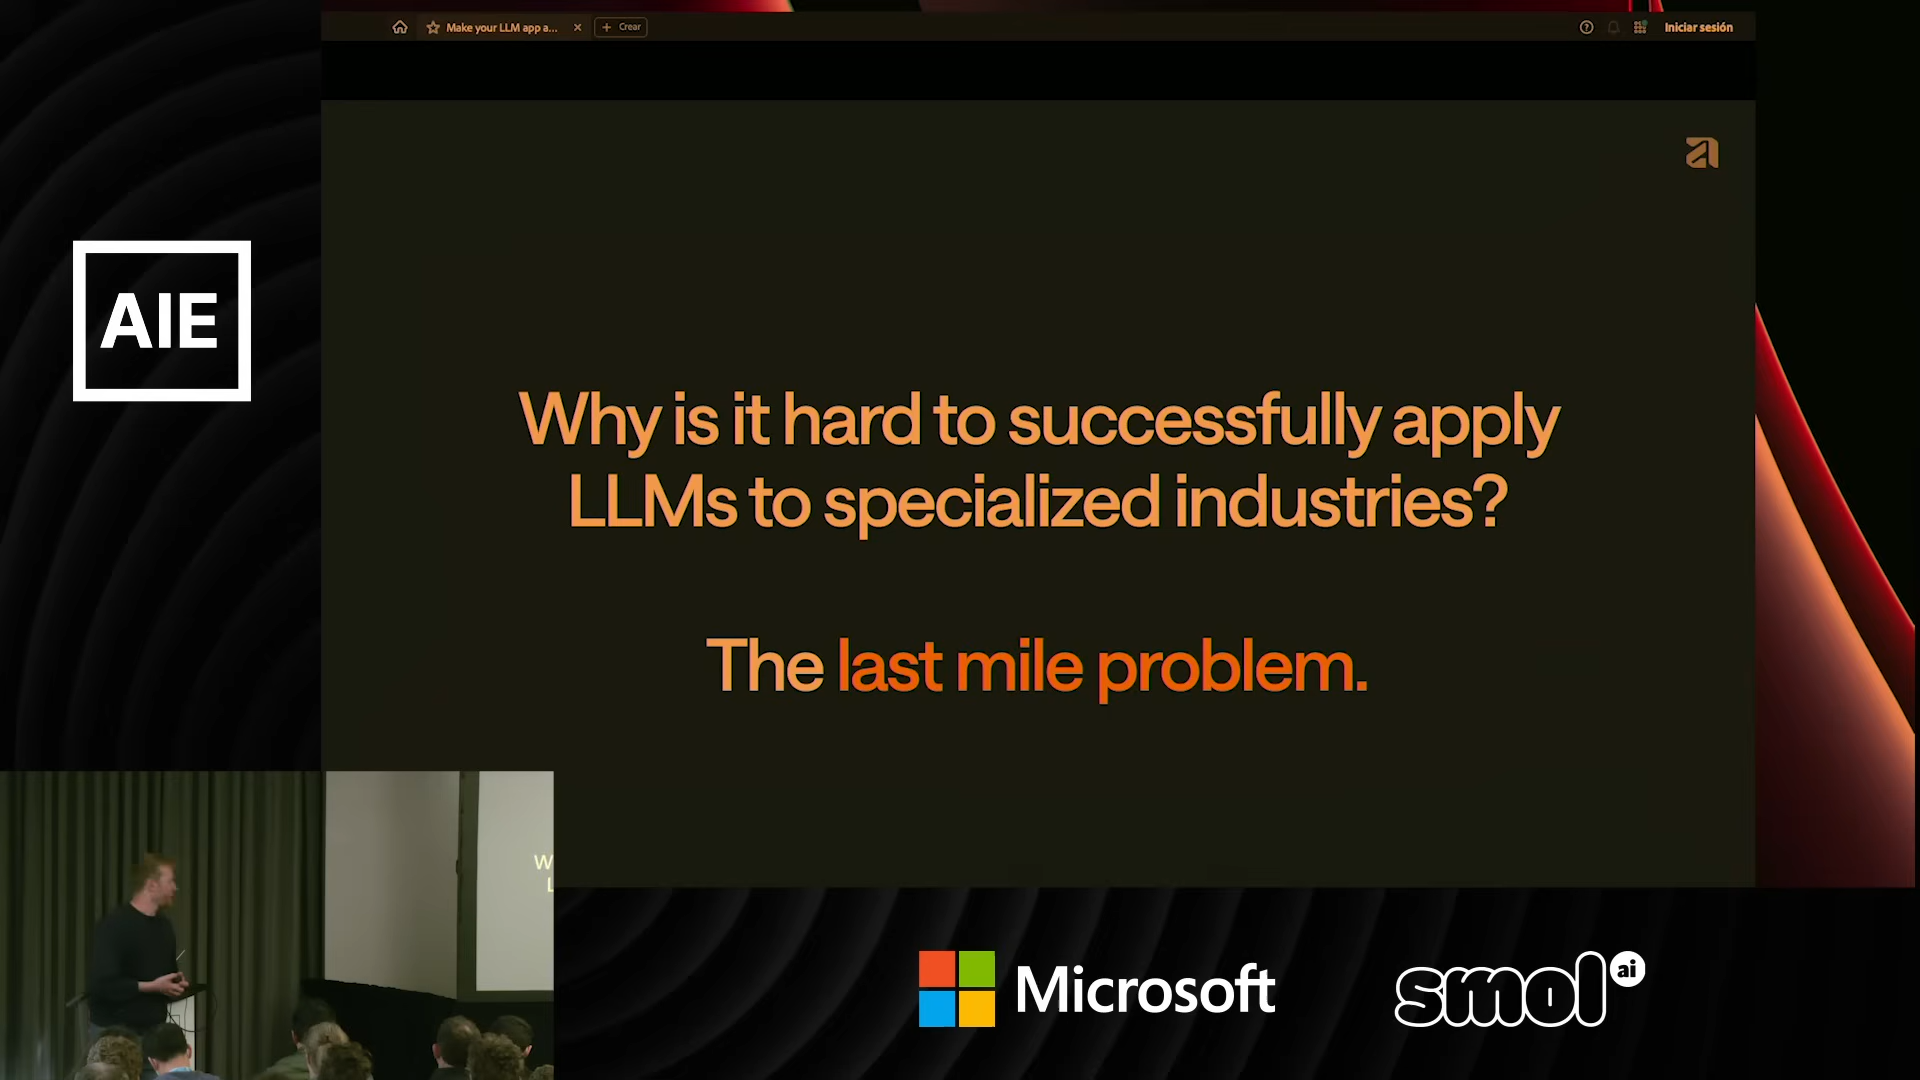 Make your LLM app a...
Crear
Iniciar sesión
AIE
Why is it hard to successfully apply
LLMs to specialized industries?
The last mile problem.
W
L
Microsoft
smol ai